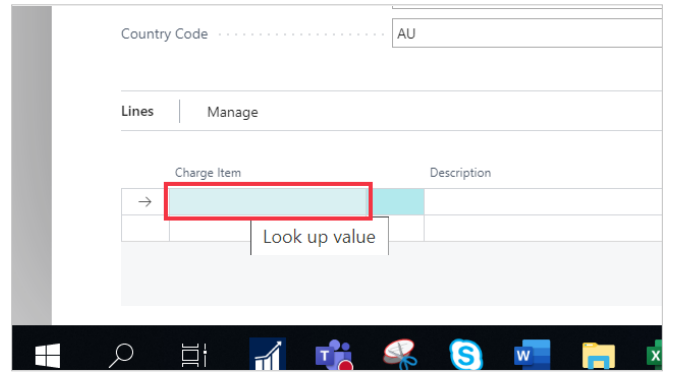 Country Code AU
Lines Manage
Charge Item Description
→
Look up value
T S W X